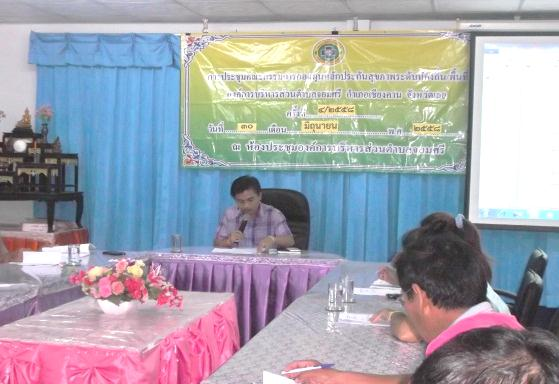 การประชุมคณะกรรมการกองทุนหลักประกันสุขภาพระดับท้องถิ่น/พื้นที่
องค์การบริหารส่วนตำบลจอมศรี อำเภอเชียงคาน จังหวัดเลย
ครั้งที่ ๔/๒๕๕๘
วันที่ ๓๐ เดือน มิถุนายน พ.ศ. ๒๕๕๘
ณ ห้องประชุมองค์การบริหารส่วนตำบลจอมศรี